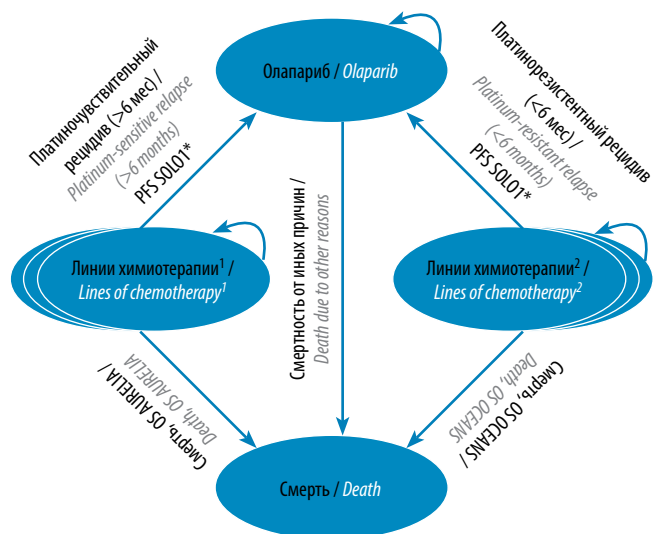 Олапариб / Olaparib
Платиночувствительный
рецидив (>6 мес) /
Platinum-sensitive relapse
(>6 months)
PFS SOLO1*
Платинорезистентный рецидив
(<6 мес) /
Platinum-resistant relapse
(<6 months)
PFS SOLO1*
Смертность от иных причин /
Death due to other reasons
Линии химиотерапии¹ /
Lines of chemotherapy¹
Линии химиотерапии² /
Lines of chemotherapy²
Смерть, OS AURELIA /
Death, OS AURELIA
Смерть, OS OCEANS /
Death, OS OCEANS
Смерть / Death